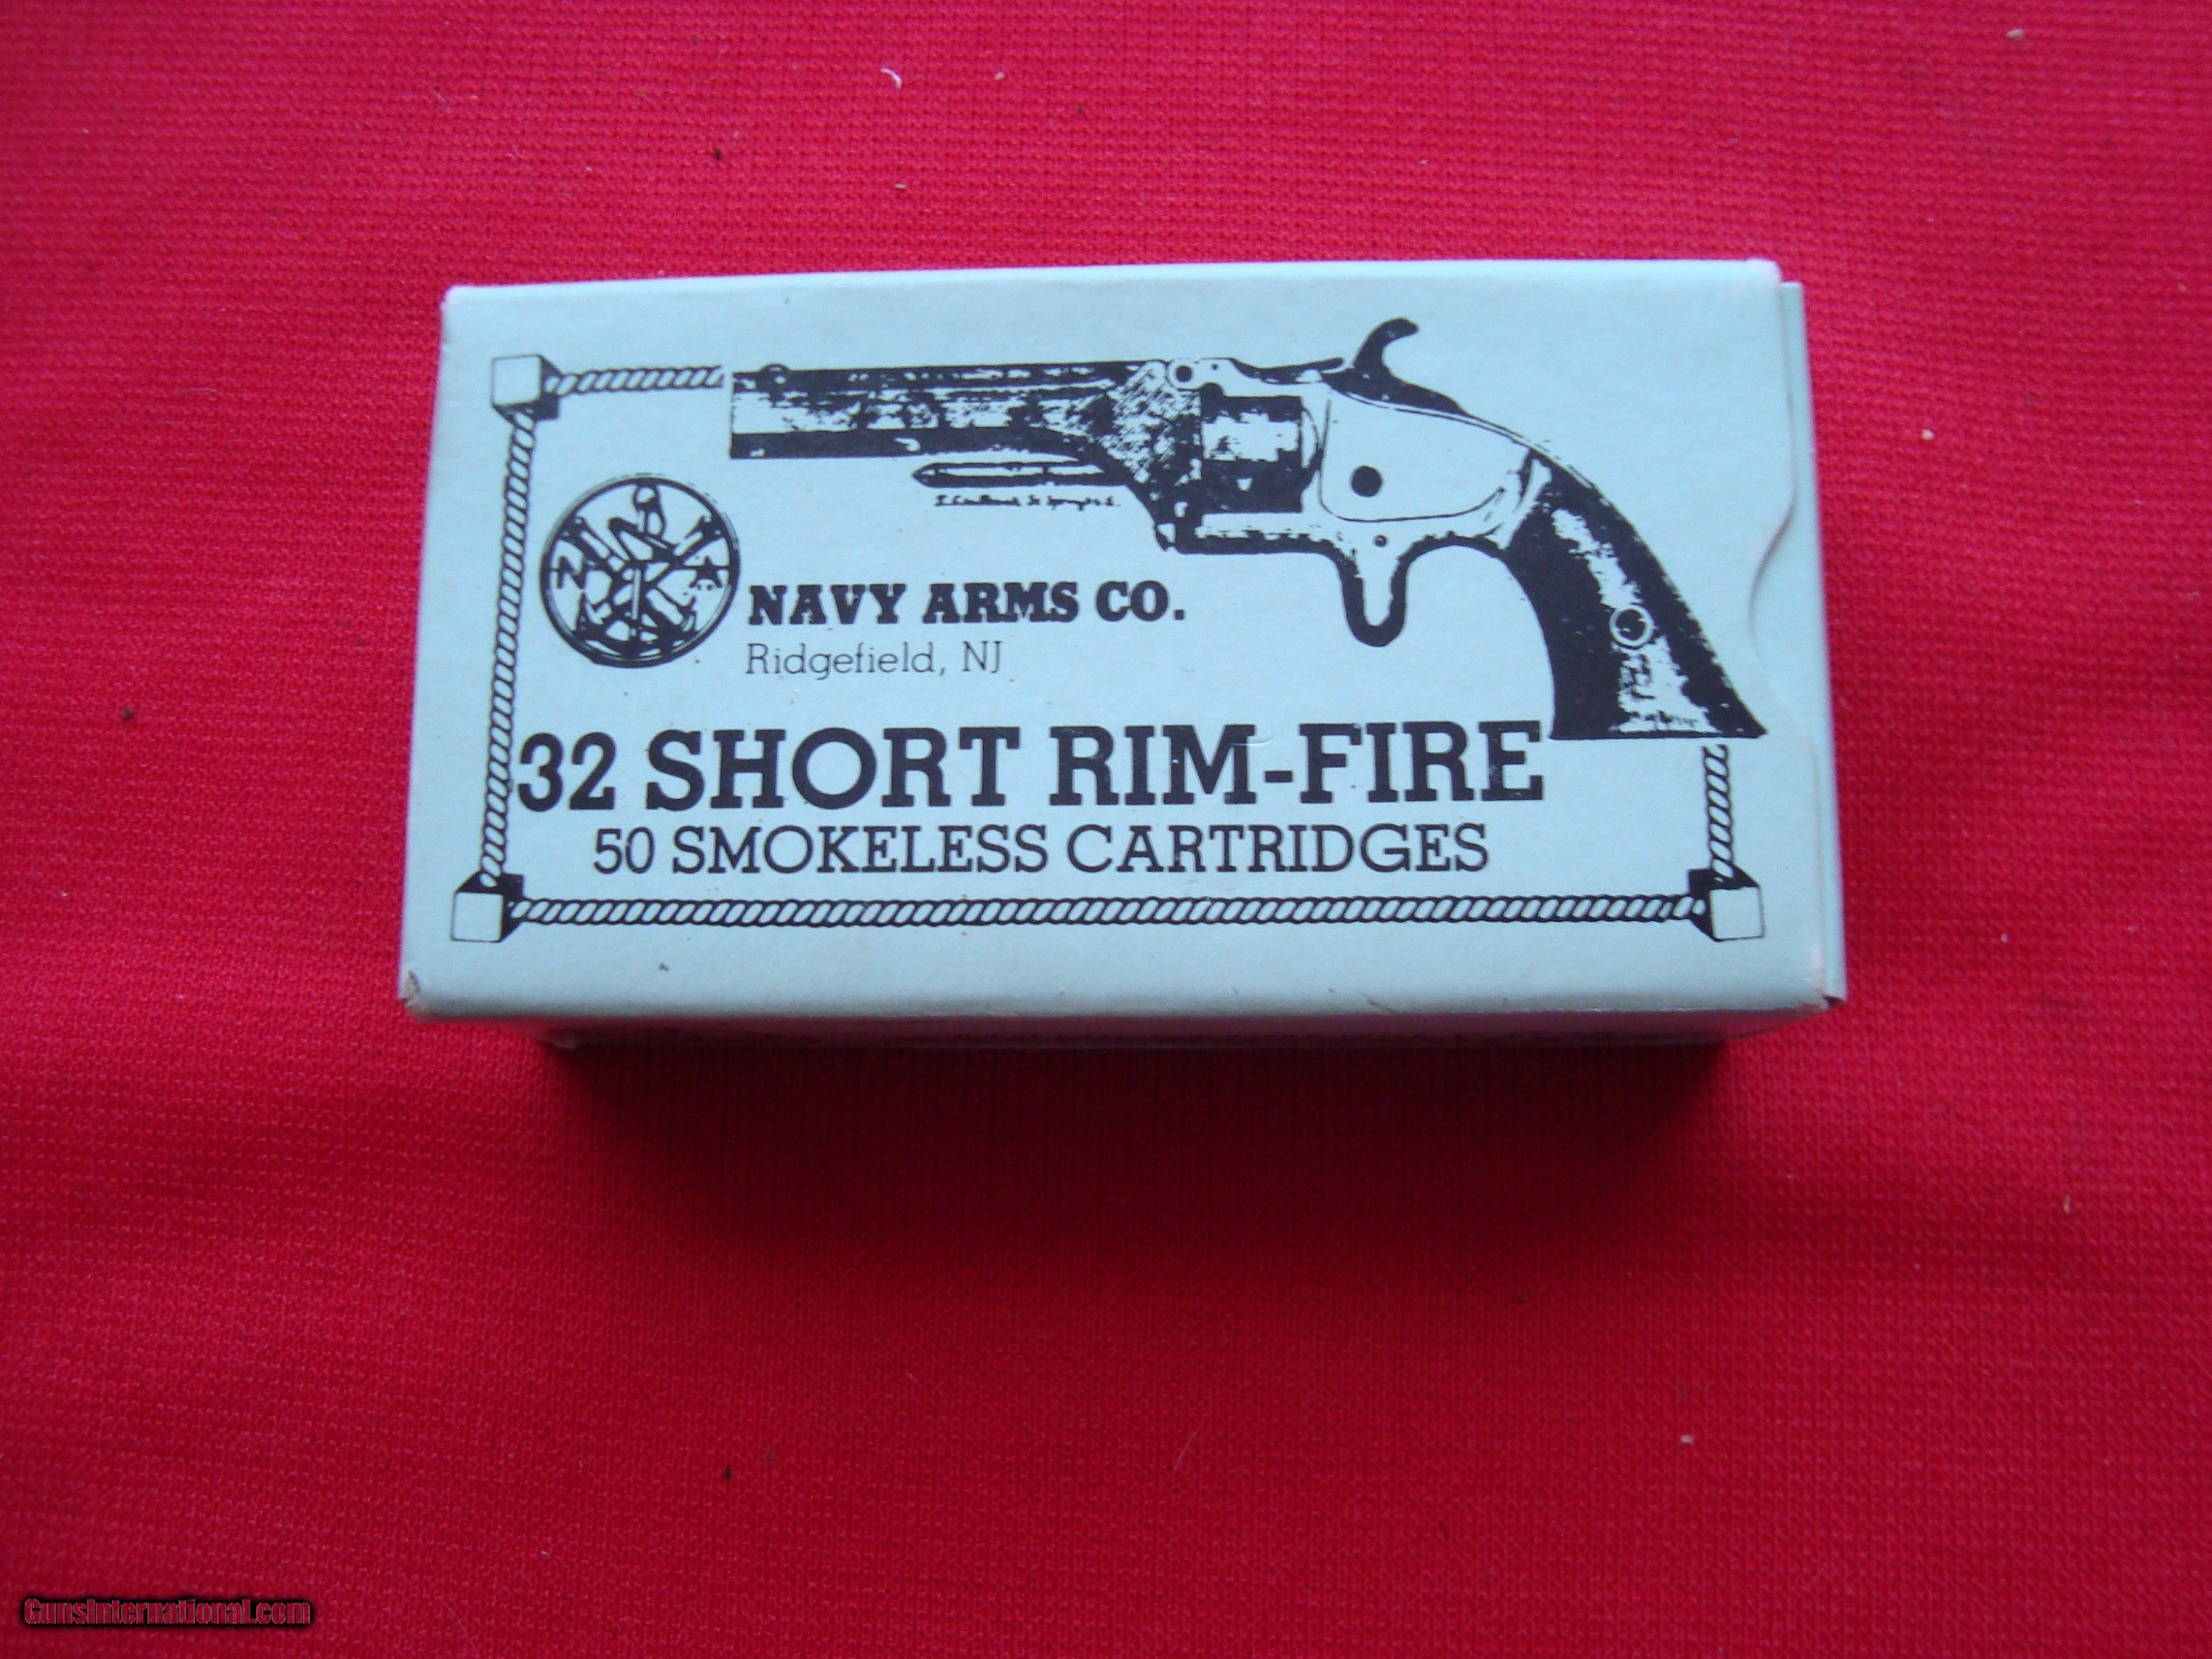 NAVY ARMS CO.
Ridgefield, NJ
32 SHORT RIM-FIRE
50 SMOKELESS CARTRIDGES
GunsInternational.com